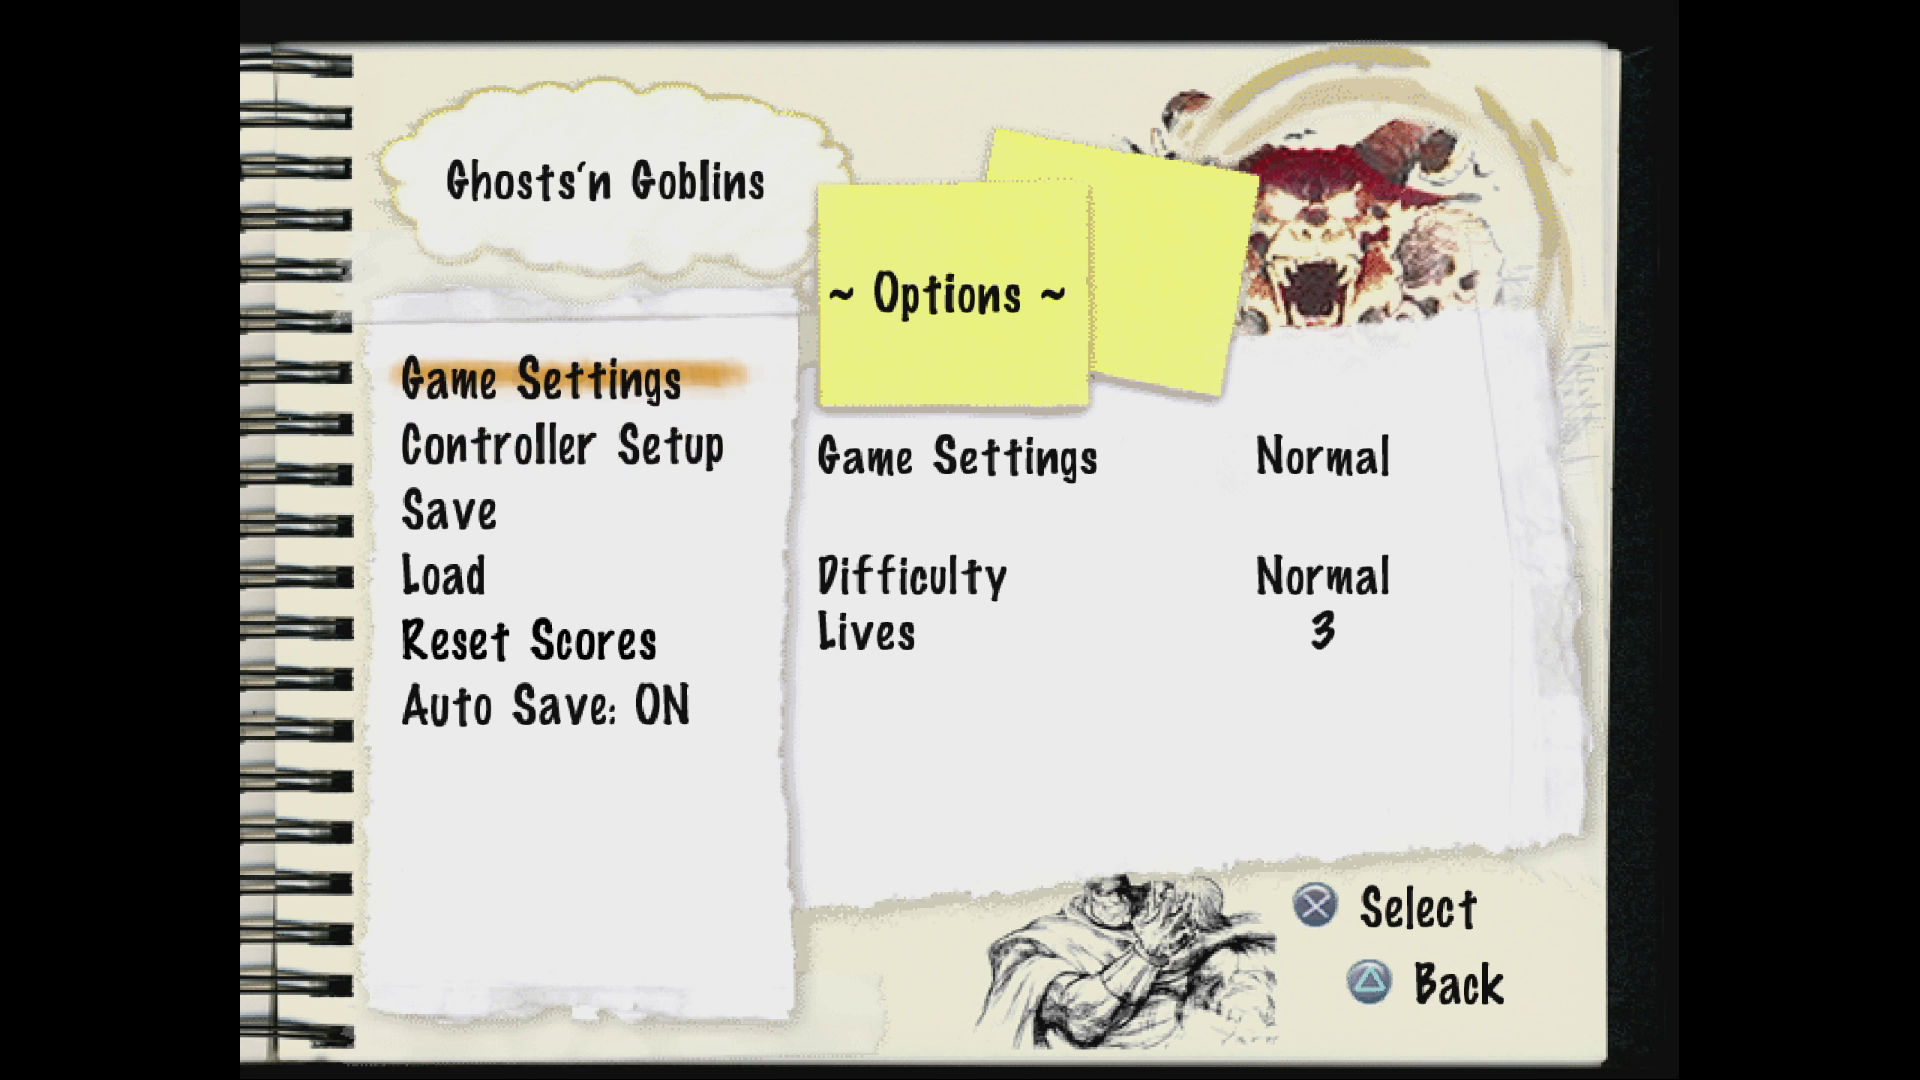 Ghosts'n Goblins
~ Options ~
Game Settings
Controller Setup
Save
Load
Reset Scores
Auto Save: ON
Game Settings Normal
Difficulty Normal
Lives 3
Select
Back